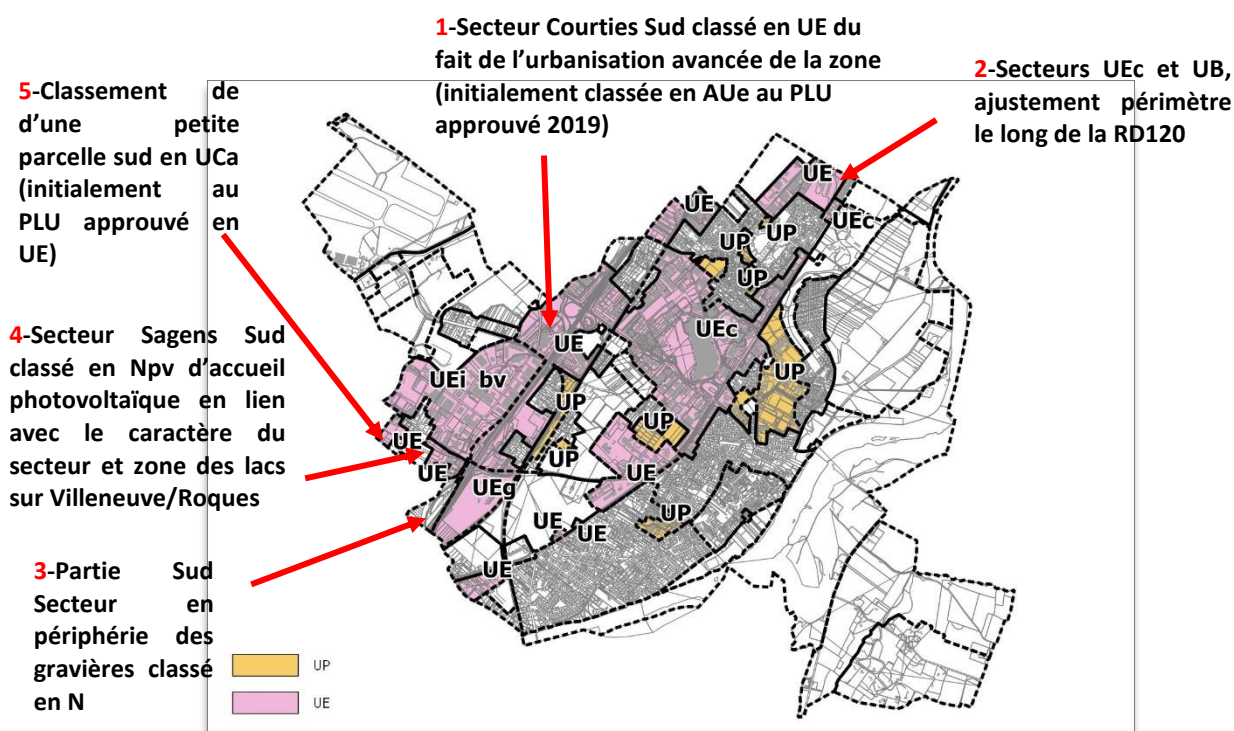 1-Secteur Courties Sud classé en UE du
fait de l'urbanisation avancée de la zone
(initialement classée en AUe au PLU
approuvé 2019)
2-Secteurs UEc et UB,
ajustement périmètre
le long de la RD120
5-Classement de
d'une petite
parcelle sud en UCa
(initialement au
PLU approuvé en
UE)
4-Secteur Sagens Sud
classé en Npv d'accueil
photovoltaïque en lien
avec le caractère du
secteur et zone des lacs
sur Villeneuve/Roques
3-Partie Sud
Secteur en
périphérie des
gravières classé
en N
UE
UE
UEc
UP
UP
UP
UEc
UE
UP
UEi bv
UP
UP
UE
UP
UE
UE
UEg
UP
UE
UE
UE
UP
UE